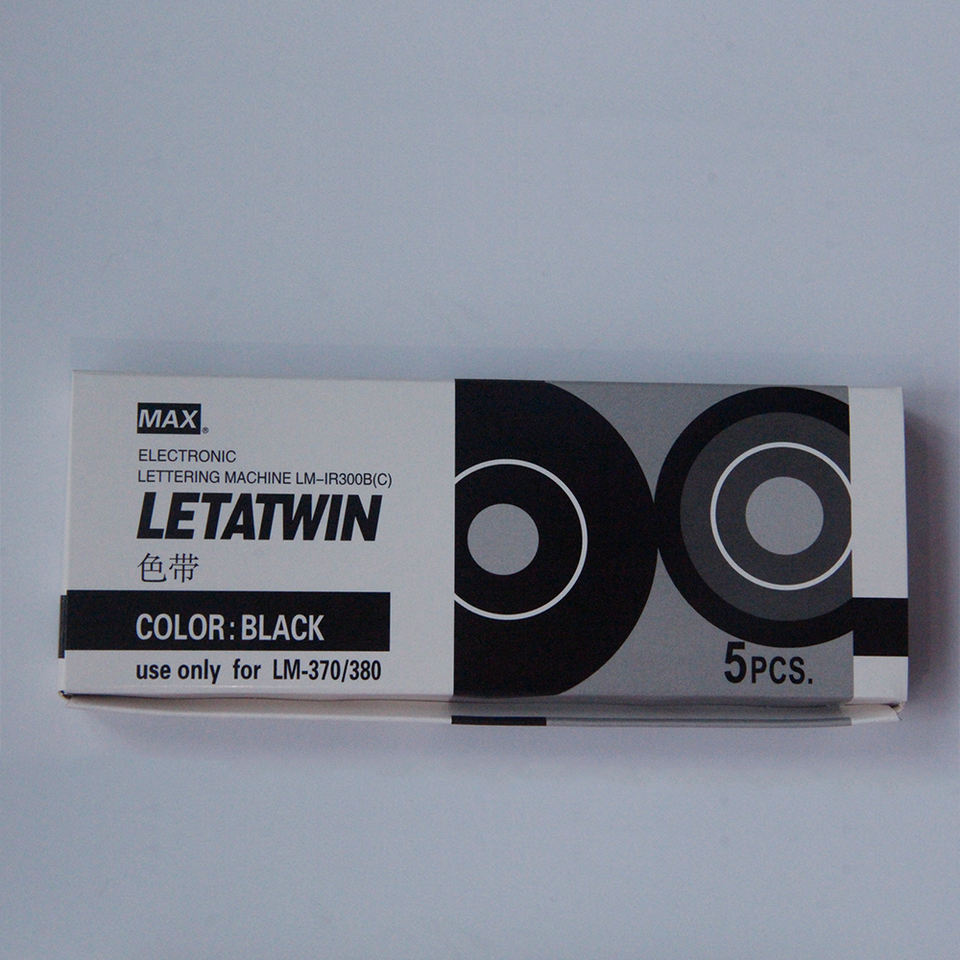 MAX®
ELECTRONIC
LETTERING MACHINE LM-IR300B(C)
LETATWIN
色带
COLOR: BLACK
use only for LM-370/380
5PCS.